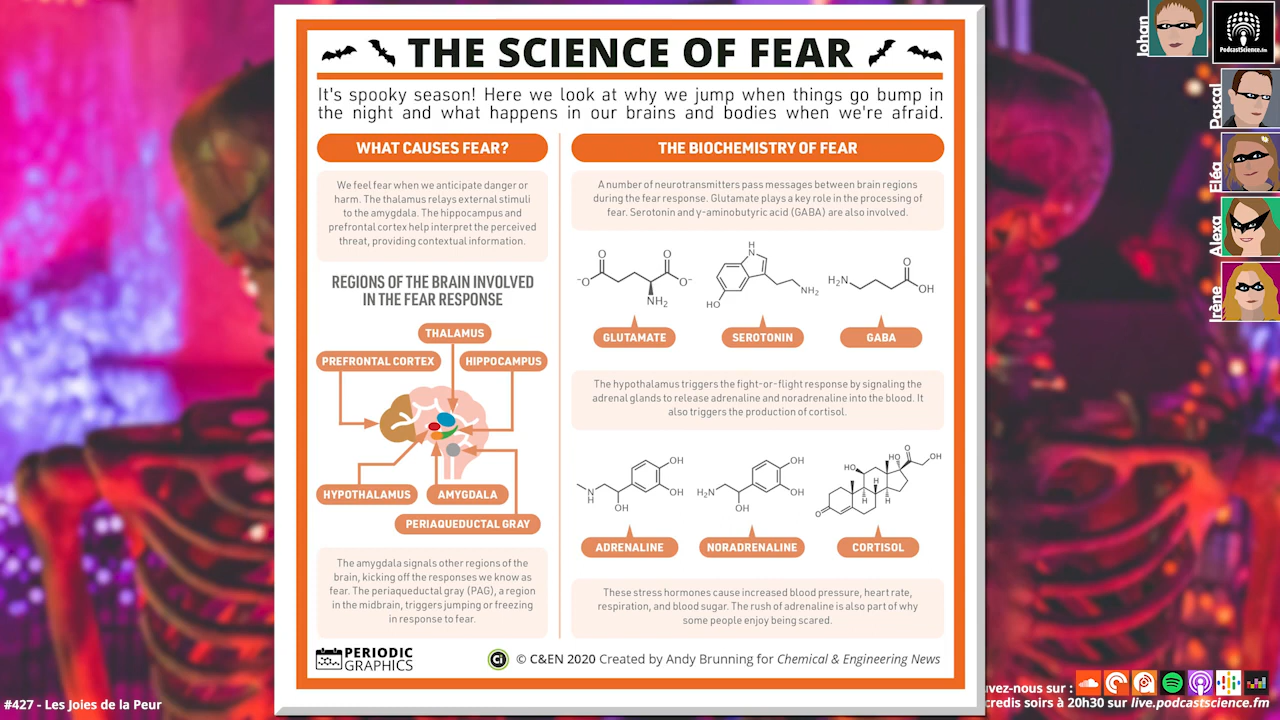 THE SCIENCE OF FEAR
It's spooky season! Here we look at why we jump when things go bump in
the night and what happens in our brains and bodies when we're afraid.
WHAT CAUSES FEAR?
We feel fear when we anticipate danger or
harm. The thalamus relays external stimuli
to the amygdala. The hippocampus and
prefrontal cortex help interpret the perceived
threat, providing contextual information.
REGIONS OF THE BRAIN INVOLVED
IN THE FEAR RESPONSE
THALAMUS
PREFRONTAL CORTEX
HIPPOCAMPUS
HYPOTHALAMUS
AMYGDALA
PERIAQUEDUCTAL GRAY
The amygdala signals other regions of the
brain, kicking off the responses we know as
fear. The periaqueductal gray (PAG), a region
in the midbrain, triggers jumping or freezing
in response to fear.
THE BIOCHEMISTRY OF FEAR
A number of neurotransmitters pass messages between brain regions
during the fear response. Glutamate plays a key role in the processing of
fear. Serotonin and γ-aminobutyric acid (GABA) are also involved.
O O
⁻O O⁻
NH₂
H
N
HO
NH₂
H₂N
O
OH
GLUTAMATE
SEROTONIN
GABA
The hypothalamus triggers the fight-or-flight response by signaling the
adrenal glands to release adrenaline and noradrenaline into the blood. It
also triggers the production of cortisol.
N
H
OH
OH
OH
H₂N
OH
OH
OH
O
OH
HO
HO
H
H
H
O
ADRENALINE
NORADRENALINE
CORTISOL
These stress hormones cause increased blood pressure, heart rate,
respiration, and blood sugar. The rush of adrenaline is also part of why
some people enjoy being scared.
PERIODIC
GRAPHICS
Ci
© C&EN 2020 Created by Andy Brunning for Chemical & Engineering News
Johan
PodcastScience.fm
Pascal
Eléa
Alexa
Irène
#427 - Les Joies de la Peur
uvez-nous sur :
credis soirs à 20h30 sur live.podcastscience.fm